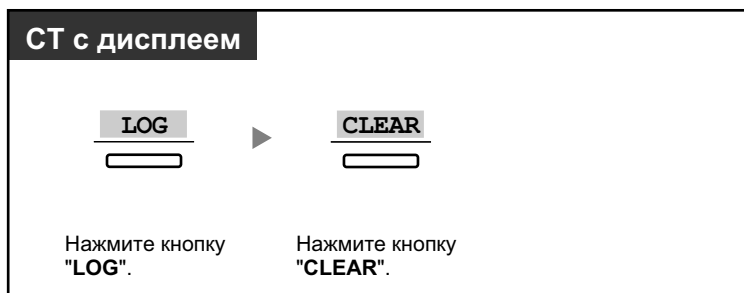 СТ с дисплеем
LOG
CLEAR
Нажмите кнопку
"LOG".
Нажмите кнопку
"CLEAR".